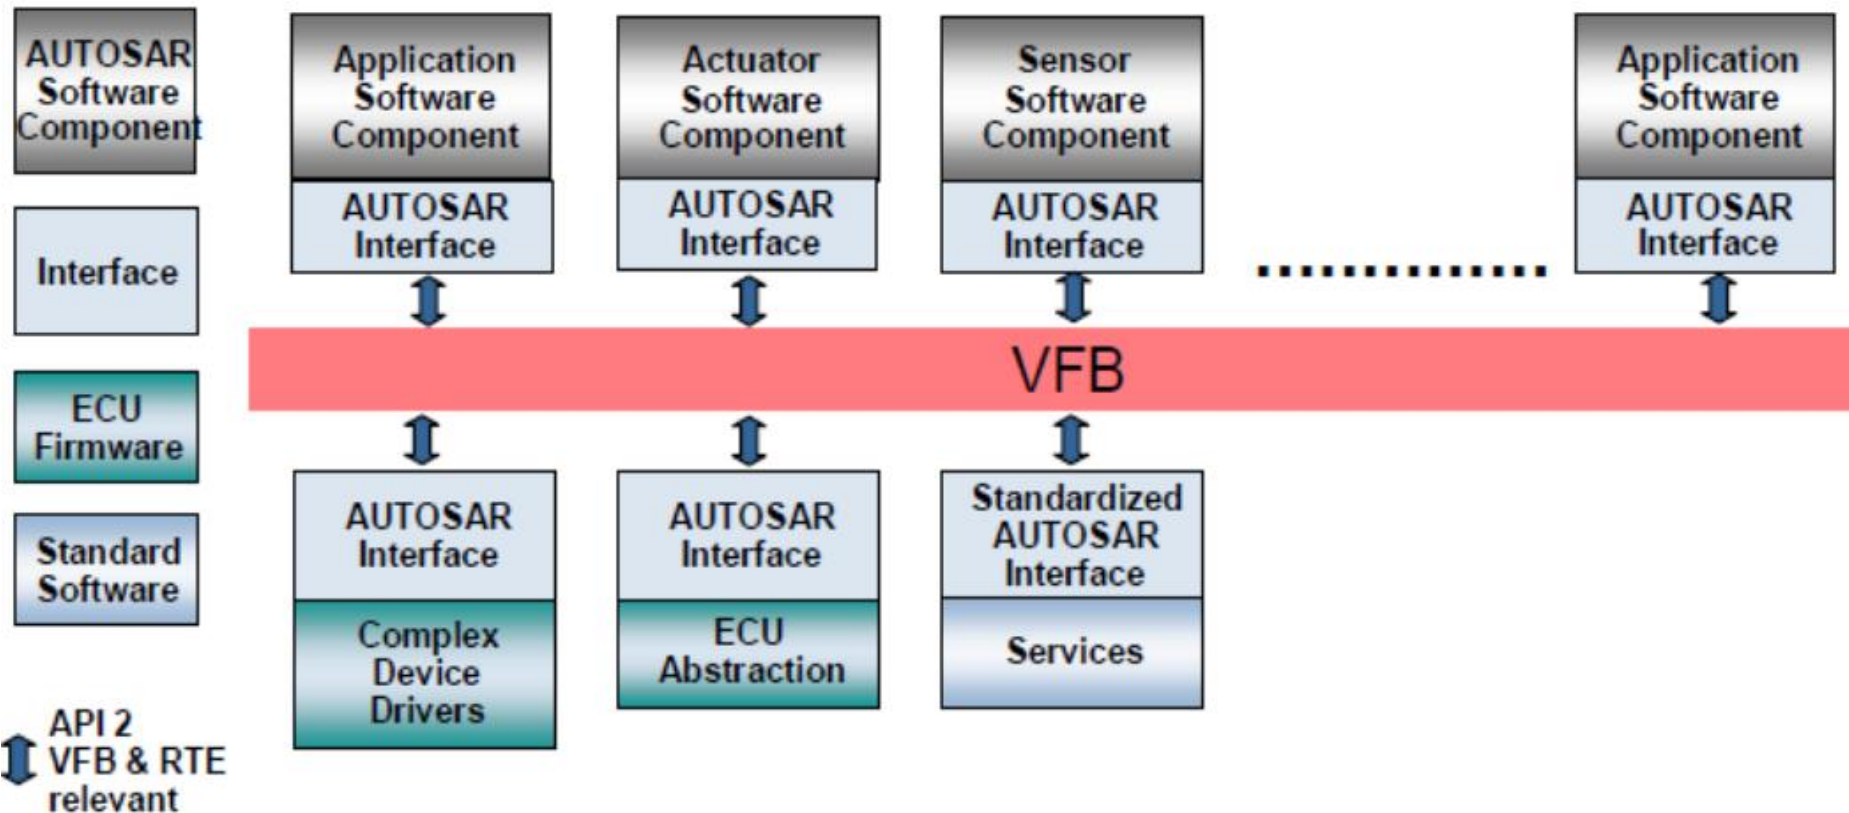 AUTOSAR
Software
Component
Interface
ECU
Firmware
Standard
Software
API 2
VFB & RTE
relevant
Application
Software
Component
AUTOSAR
Interface
Actuator
Software
Component
AUTOSAR
Interface
Sensor
Software
Component
AUTOSAR
Interface
Application
Software
Component
AUTOSAR
Interface
VFB
AUTOSAR
Interface
Complex
Device
Drivers
AUTOSAR
Interface
ECU
Abstraction
Standardized
AUTOSAR
Interface
Services